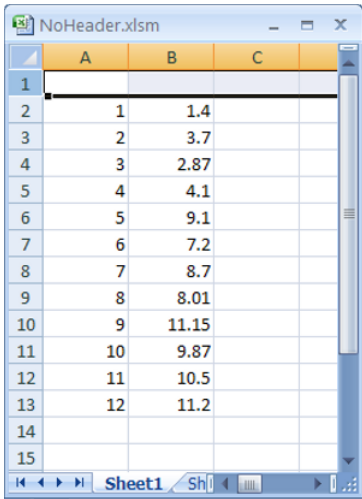 NoHeader.xlsm
A B C
1
2 1 1.4
3 2 3.7
4 3 2.87
5 4 4.1
6 5 9.1
7 6 7.2
8 7 8.7
9 8 8.01
10 9 11.15
11 10 9.87
12 11 10.5
13 12 11.2
14
15
Sheet1 Sh